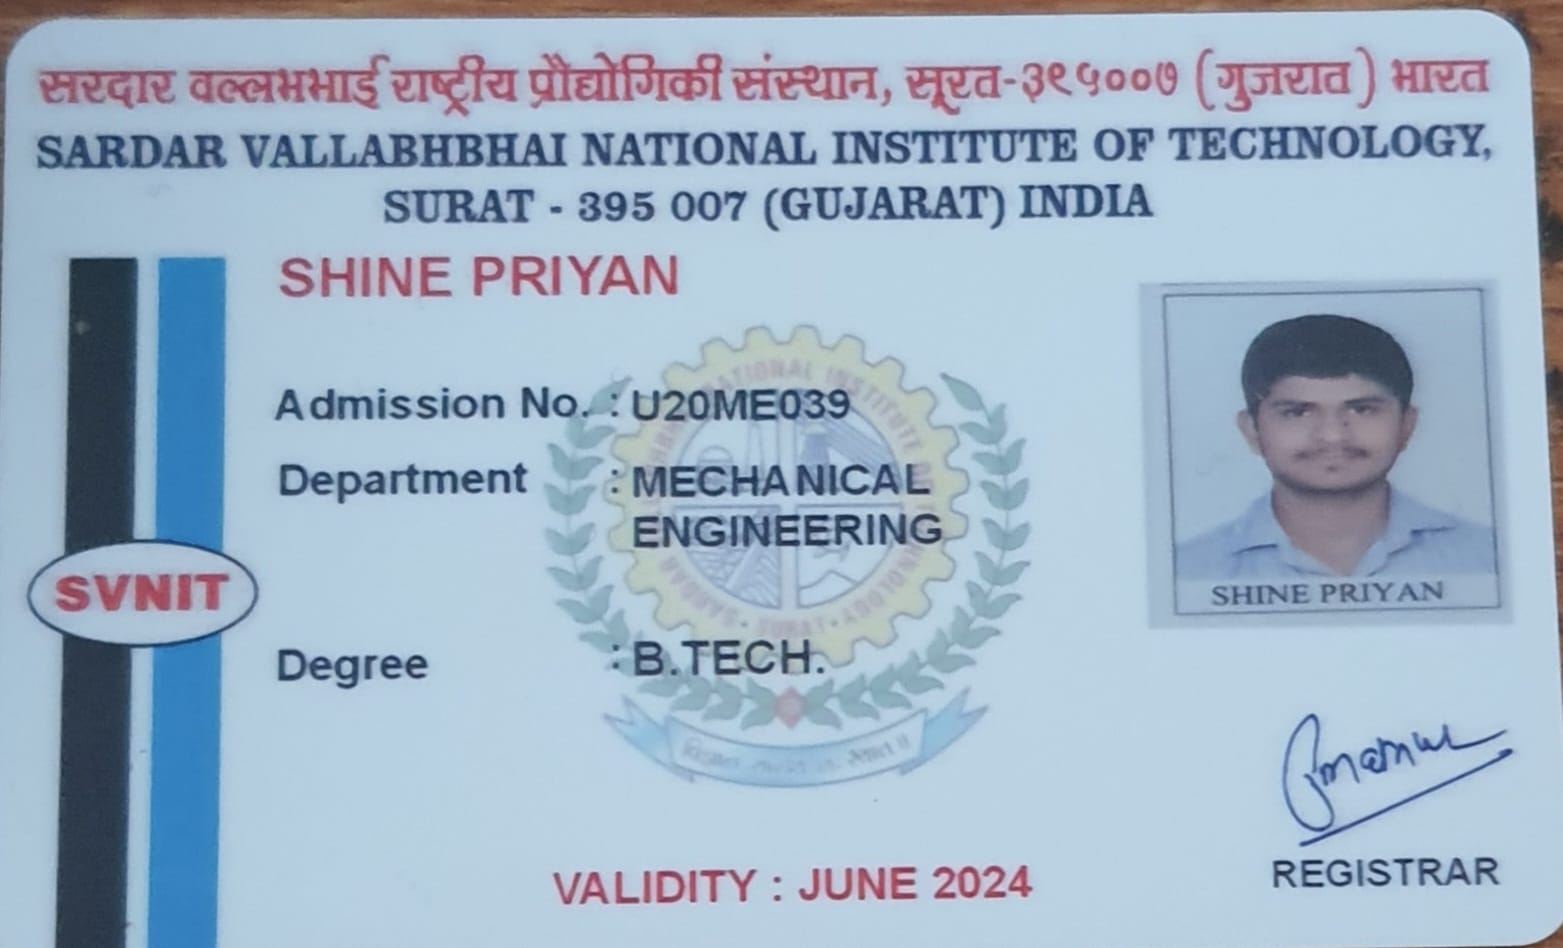 सरदार वल्लभभाई राष्ट्रीय प्रौद्योगिकी संस्थान, सूरत-३९५००७ (गुजरात) भारत
SARDAR VALLABHBHAI NATIONAL INSTITUTE OF TECHNOLOGY,
SURAT - 395 007 (GUJARAT) INDIA
SHINE PRIYAN
Admission No. : U20ME039
Department : MECHANICAL
ENGINEERING
SVNIT
Degree : B.TECH.
SHINE PRIYAN
VALIDITY : JUNE 2024
REGISTRAR